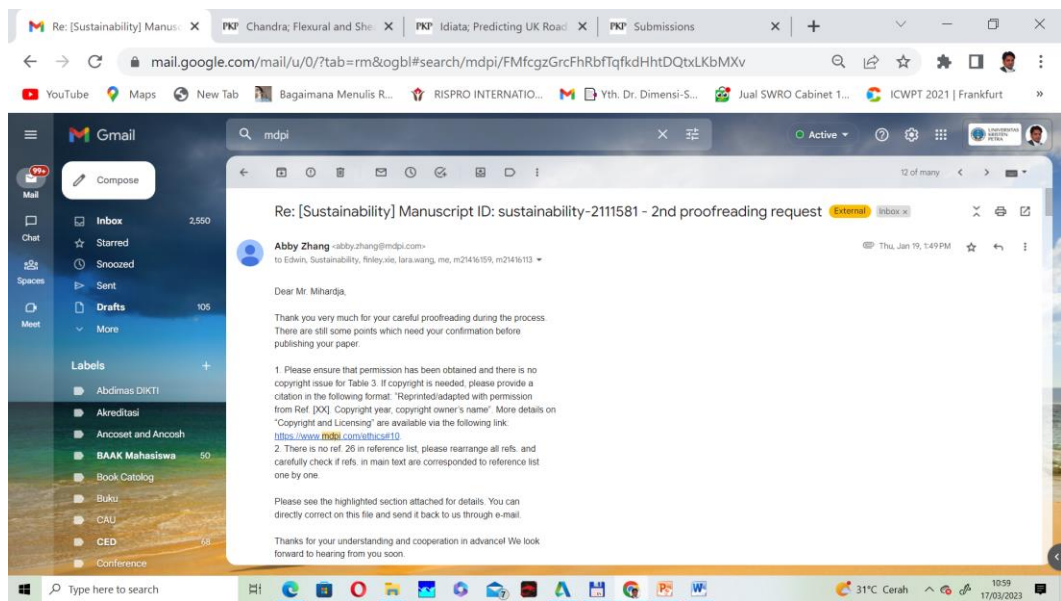 Re: [Sustainability] Manus
PKP Chandra; Flexural and She
PKP Idiata; Predicting UK Road
PKP Submissions
mail.google.com/mail/u/0/?tab=rm&ogbl#search/mdpi/FMfcgzGrcFhRbfTqfkdHhtDQtxLKbMXv
YouTube Maps New Tab Bagaimana Menulis R... RISPRO INTERNATIO... Yth. Dr. Dimensi-S... Jual SWRO Cabinet 1... ICWPT 2021 | Frankfurt »
Gmail
mdpi
Active
UNIVERSITAS KRISTEN PETRA
99+
Mail
Chat
Spaces
Meet
Compose
Inbox 2,550
Starred
Snoozed
Sent
Drafts 105
More
Labels +
Abdimas DIKTI
Akreditasi
Ancoset and Ancosh
BAAK Mahasiswa 50
Book Catolog
Buku
CAU
CED 68
Conference
12 of many
Re: [Sustainability] Manuscript ID: sustainability-2111581 - 2nd proofreading request External Inbox x
Abby Zhang <abby.zhang@mdpi.com> Thu, Jan 19, 1:49 PM
to Edwin, Sustainability, finley.xie, lara.wang, me, m21416159, m21416113
Dear Mr. Mihardja,
Thank you very much for your careful proofreading during the process.
There are still some points which need your confirmation before
publishing your paper.
1. Please ensure that permission has been obtained and there is no
copyright issue for Table 3. If copyright is needed, please provide a
citation in the following format: "Reprinted/adapted with permission
from Ref. [XX]. Copyright year, copyright owner's name". More details on
"Copyright and Licensing" are available via the following link:
https://www.mdpi.com/ethics#10.
2. There is no ref. 26 in reference list, please rearrange all refs. and
carefully check if refs. in main text are corresponded to reference list
one by one.
Please see the highlighted section attached for details. You can
directly correct on this file and send it back to us through e-mail.
Thanks for your understanding and cooperation in advance! We look
forward to hearing from you soon.
Type here to search
31°C Cerah
10:59
17/03/2023